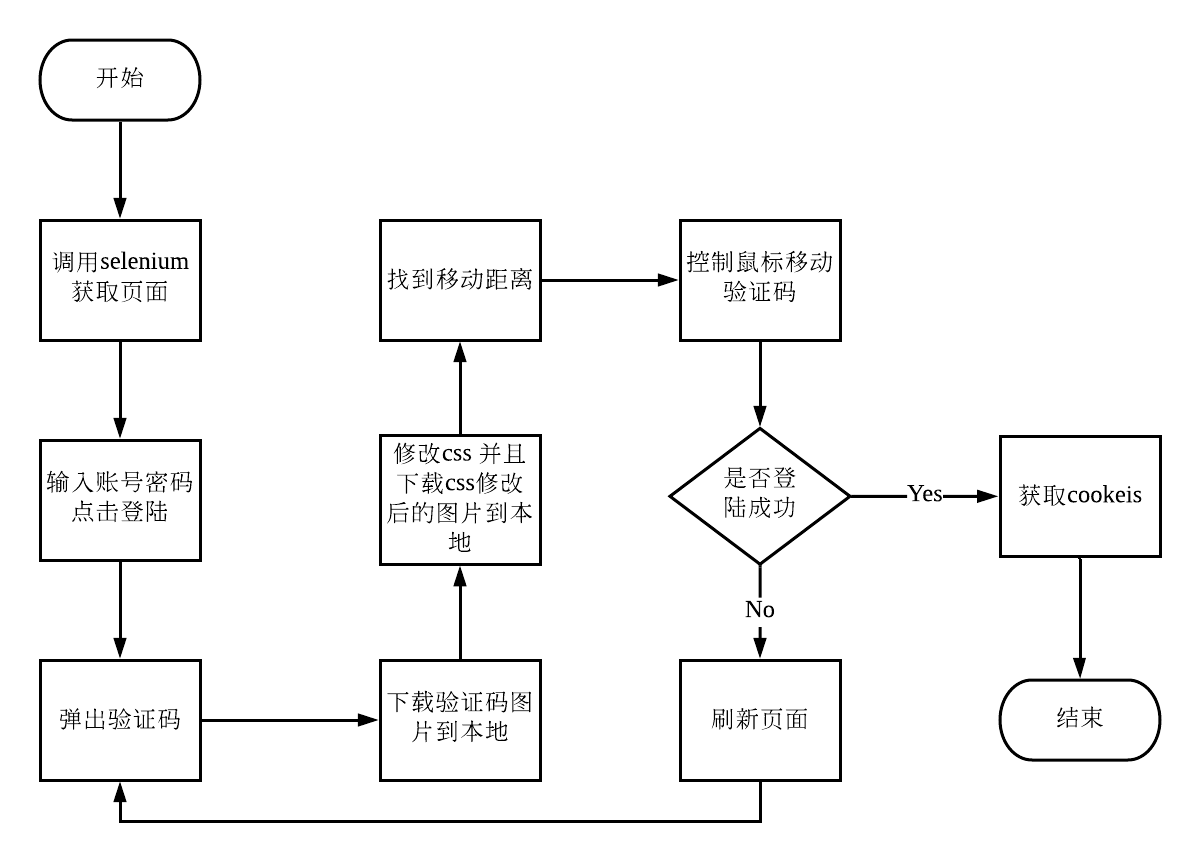 开始
调用selenium
获取页面
输入账号密码
点击登陆
弹出验证码
下载验证码图
片到本地
修改css 并且
下载css修改
后的图片到本
地
找到移动距离
控制鼠标移动
验证码
是否登
陆成功
Yes
No
刷新页面
获取cookeis
结束